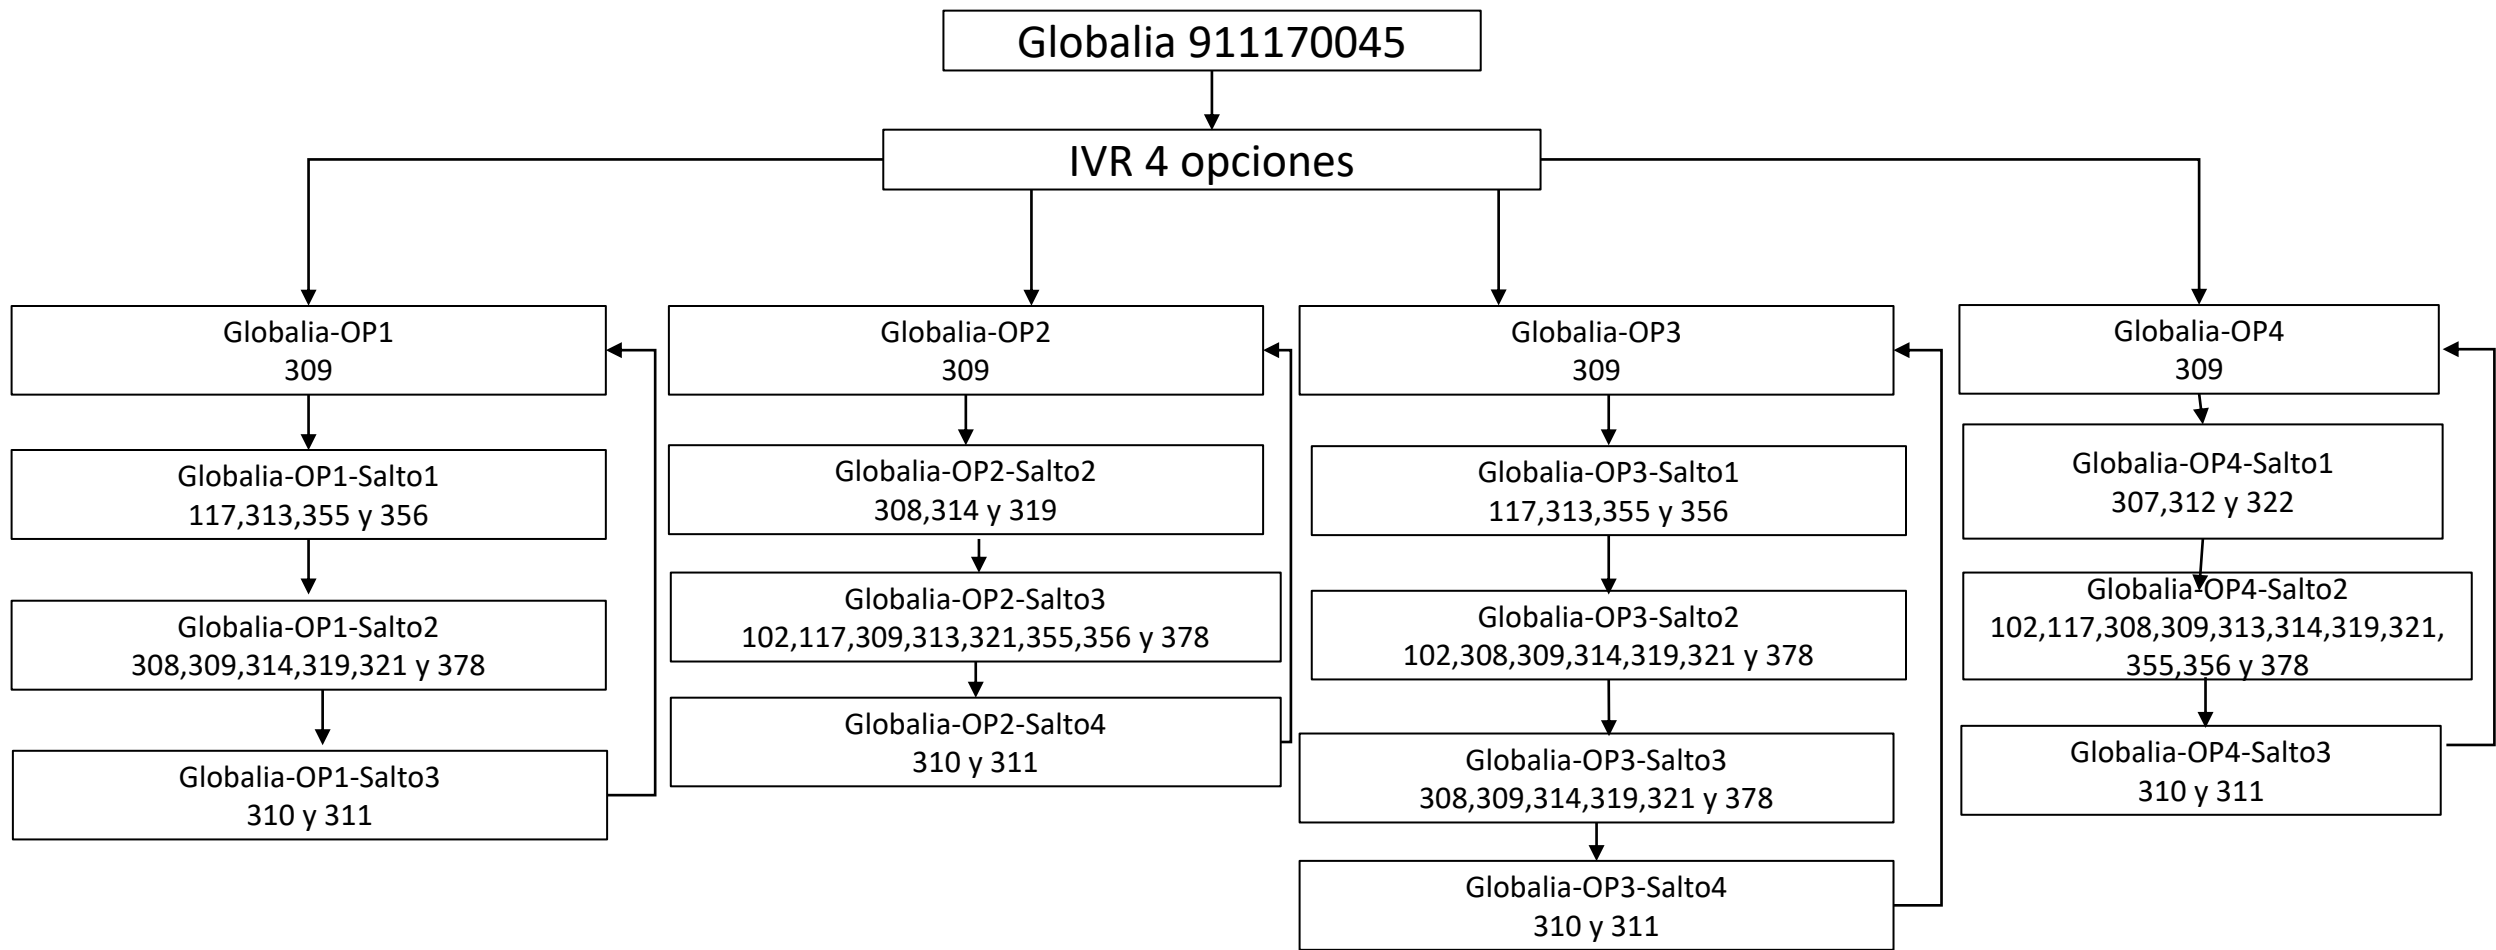 Globalia 911170045
IVR 4 opciones
Globalia-OP1
309
Globalia-OP1-Salto1
117,313,355 y 356
Globalia-OP1-Salto2
308,309,314,319,321 y 378
Globalia-OP1-Salto3
310 y 311
Globalia-OP2
309
Globalia-OP2-Salto2
308,314 y 319
Globalia-OP2-Salto3
102,117,309,313,321,355,356 y 378
Globalia-OP2-Salto4
310 y 311
Globalia-OP3
309
Globalia-OP3-Salto1
117,313,355 y 356
Globalia-OP3-Salto2
102,308,309,314,319,321 y 378
Globalia-OP3-Salto3
308,309,314,319,321 y 378
Globalia-OP3-Salto4
310 y 311
Globalia-OP4
309
Globalia-OP4-Salto1
307,312 y 322
Globalia-OP4-Salto2
102,117,308,309,313,314,319,321,
355,356 y 378
Globalia-OP4-Salto3
310 y 311